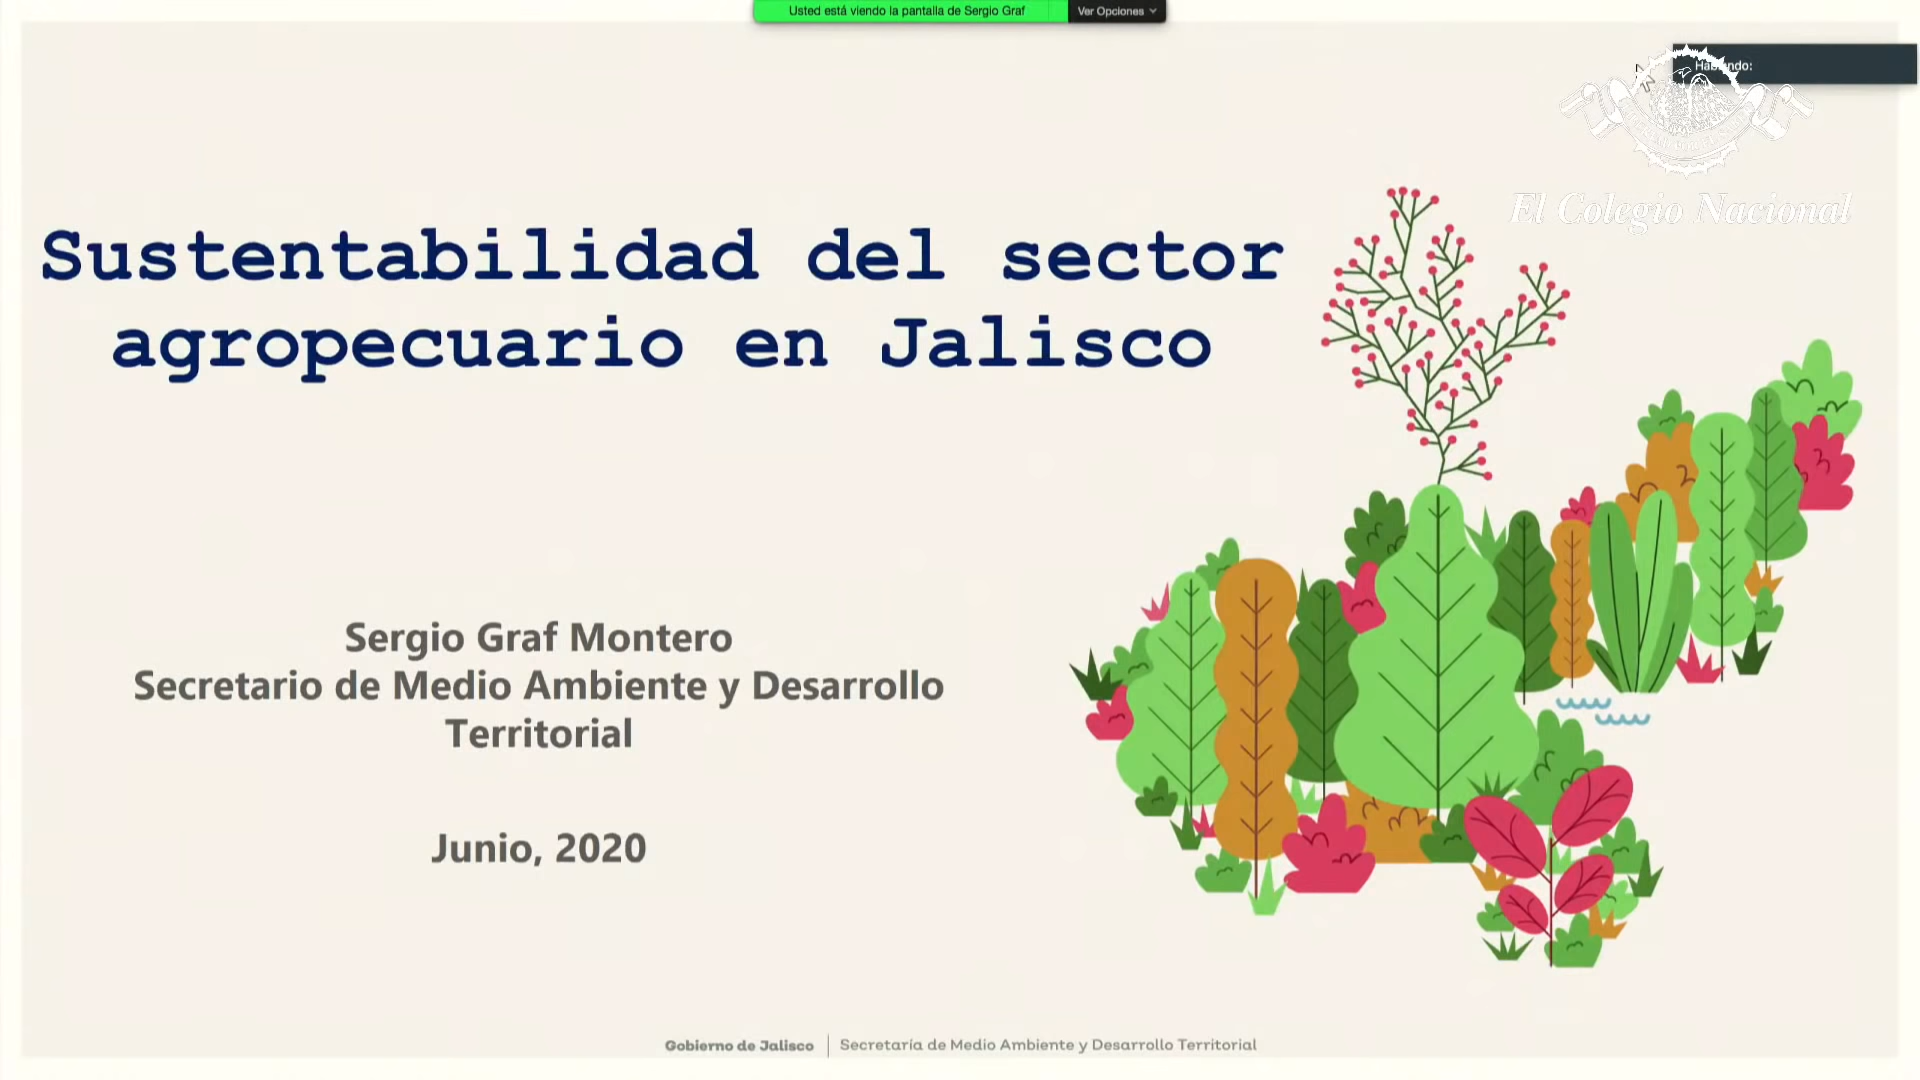 Usted está viendo la pantalla de Sergio Graf
Ver Opciones
Hablando:
El Colegio Nacional
Sustentabilidad del sector
agropecuario en Jalisco
Sergio Graf Montero
Secretario de Medio Ambiente y Desarrollo
Territorial
Junio, 2020
Gobierno de Jalisco
Secretaría de Medio Ambiente y Desarrollo Territorial